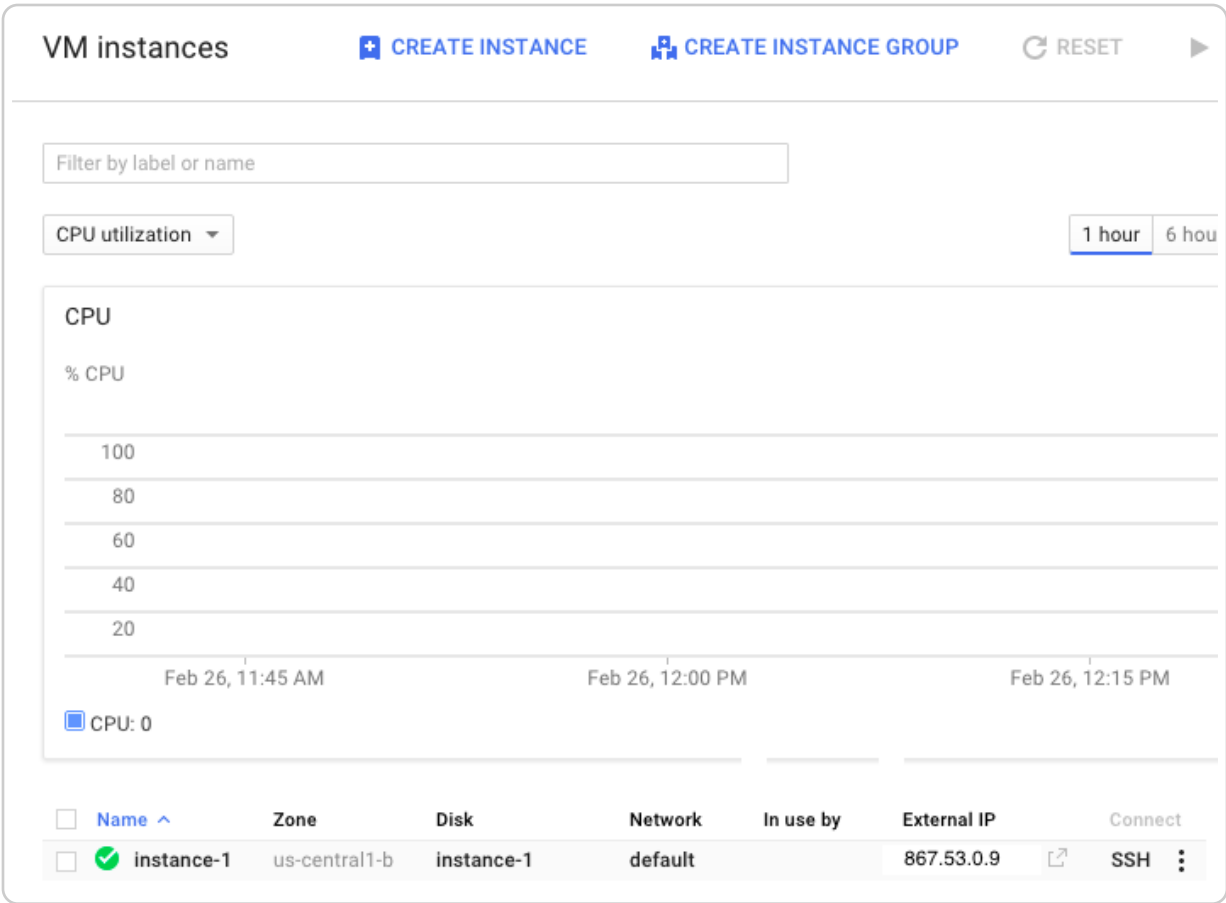 VM instances CREATE INSTANCE CREATE INSTANCE GROUP RESET
Filter by label or name
CPU utilization 1 hour 6 hou
CPU
% CPU
100
80
60
40
20
Feb 26, 11:45 AM Feb 26, 12:00 PM Feb 26, 12:15 PM
CPU: 0
Name Zone Disk Network In use by External IP Connect
instance-1 us-central1-b instance-1 default 867.53.0.9 SSH